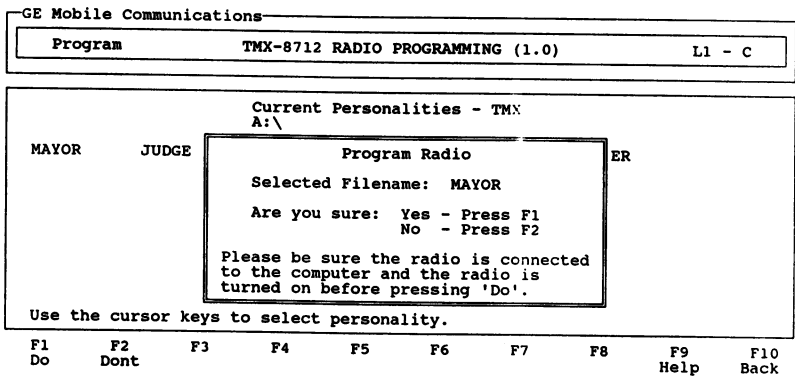 GE Mobile Communications
Program TMX-8712 RADIO PROGRAMMING (1.0) L1 - C
Current Personalities - TMX
A:\
MAYOR JUDGE ER
Program Radio
Selected Filename: MAYOR
Are you sure: Yes - Press F1
No - Press F2
Please be sure the radio is connected
to the computer and the radio is
turned on before pressing 'Do'.
Use the cursor keys to select personality.
F1 F2 F3 F4 F5 F6 F7 F8 F9 F10
Do Dont Help Back